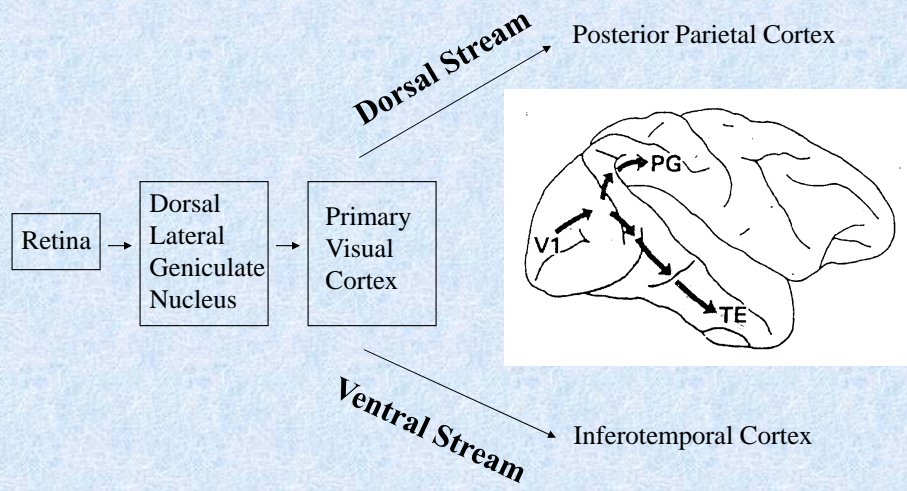 Retina
Dorsal
Lateral
Geniculate
Nucleus
Primary
Visual
Cortex
Dorsal Stream
Posterior Parietal Cortex
PG
V1
TE
Ventral Stream
Inferotemporal Cortex